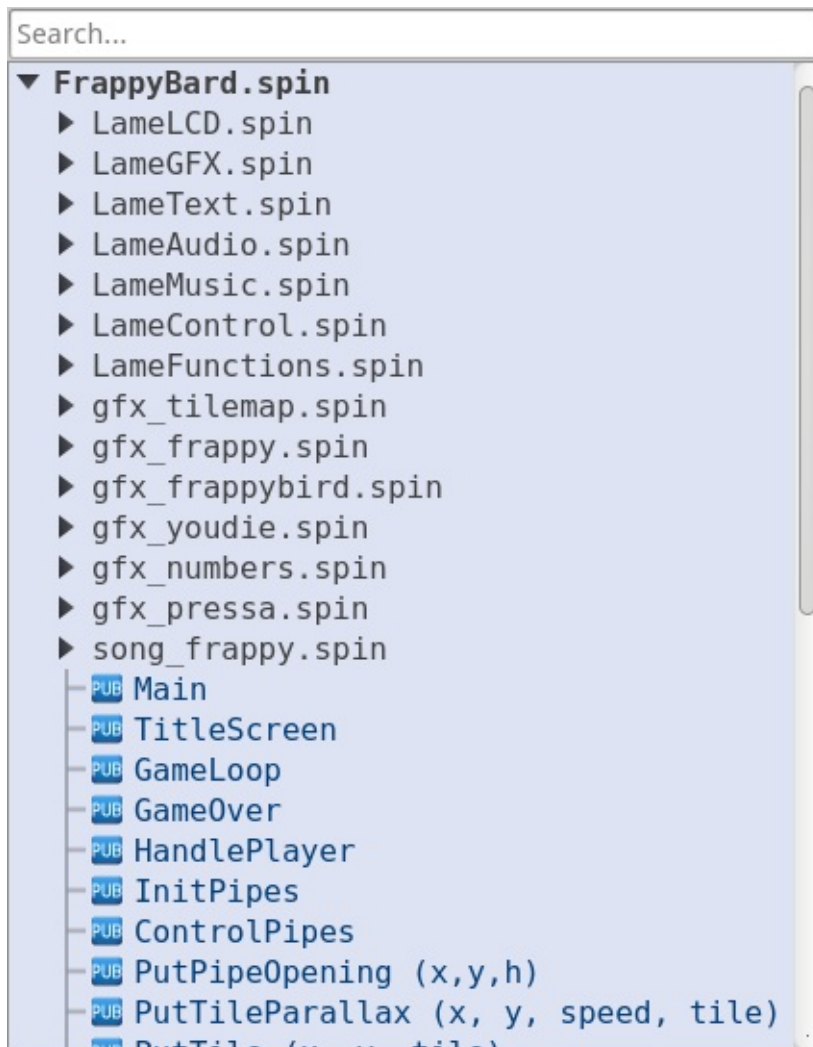 Search...
FrappyBard.spin
LameLCD.spin
LameGFX.spin
LameText.spin
LameAudio.spin
LameMusic.spin
LameControl.spin
LameFunctions.spin
gfx_tilemap.spin
gfx_frappy.spin
gfx_frappybird.spin
gfx_youdie.spin
gfx_numbers.spin
gfx_pressa.spin
song_frappy.spin
PUB Main
PUB TitleScreen
PUB GameLoop
PUB GameOver
PUB HandlePlayer
PUB InitPipes
PUB ControlPipes
PUB PutPipeOpening (x,y,h)
PUB PutTileParallax (x, y, speed, tile)